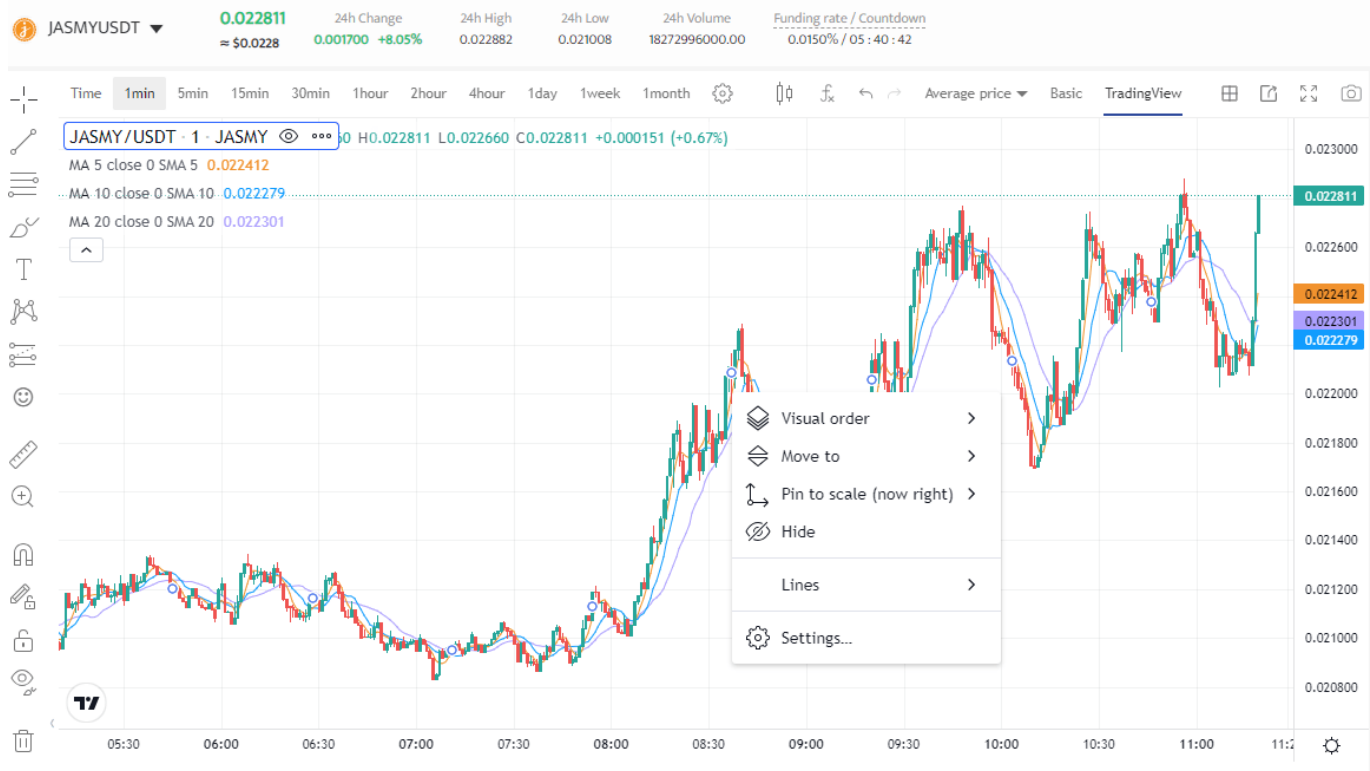 JASMYUSDT
0.022811
≈ $0.0228
24h Change
0.001700 +8.05%
24h High
0.022882
24h Low
0.021008
24h Volume
18272996000.00
Funding rate / Countdown
0.0150% / 05 : 40 : 42
Time 1min 5min 15min 30min 1hour 2hour 4hour 1day 1week 1month Average price Basic TradingView
JASMY/USDT · 1 · JASMY 60 H0.022811 L0.022660 C0.022811 +0.000151 (+0.67%)
MA 5 close 0 SMA 5 0.022412
MA 10 close 0 SMA 10 0.022279
MA 20 close 0 SMA 20 0.022301
0.023000
0.022811
0.022600
0.022412
0.022301
0.022279
0.022000
0.021800
0.021600
0.021400
0.021200
0.021000
0.020800
Visual order
Move to
Pin to scale (now right)
Hide
Lines
Settings...
05:30 06:00 06:30 07:00 07:30 08:00 08:30 09:00 09:30 10:00 10:30 11:00